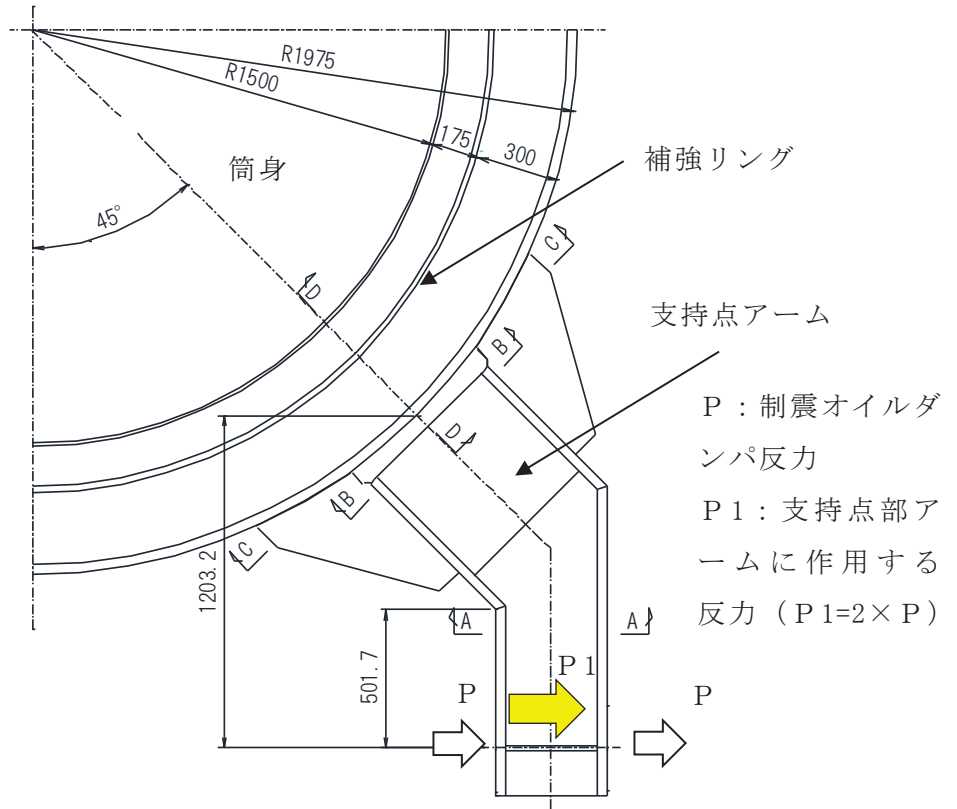 R1975
R1500
175
300
筒身
補強リング
45°
C
D
支持点アーム
B
P：制震オイルダ
ンパ反力
D
B
P1：支持点部ア
ームに作用する
反力（P1=2×P）
C
1203.2
A
A
501.7
P1
P
P